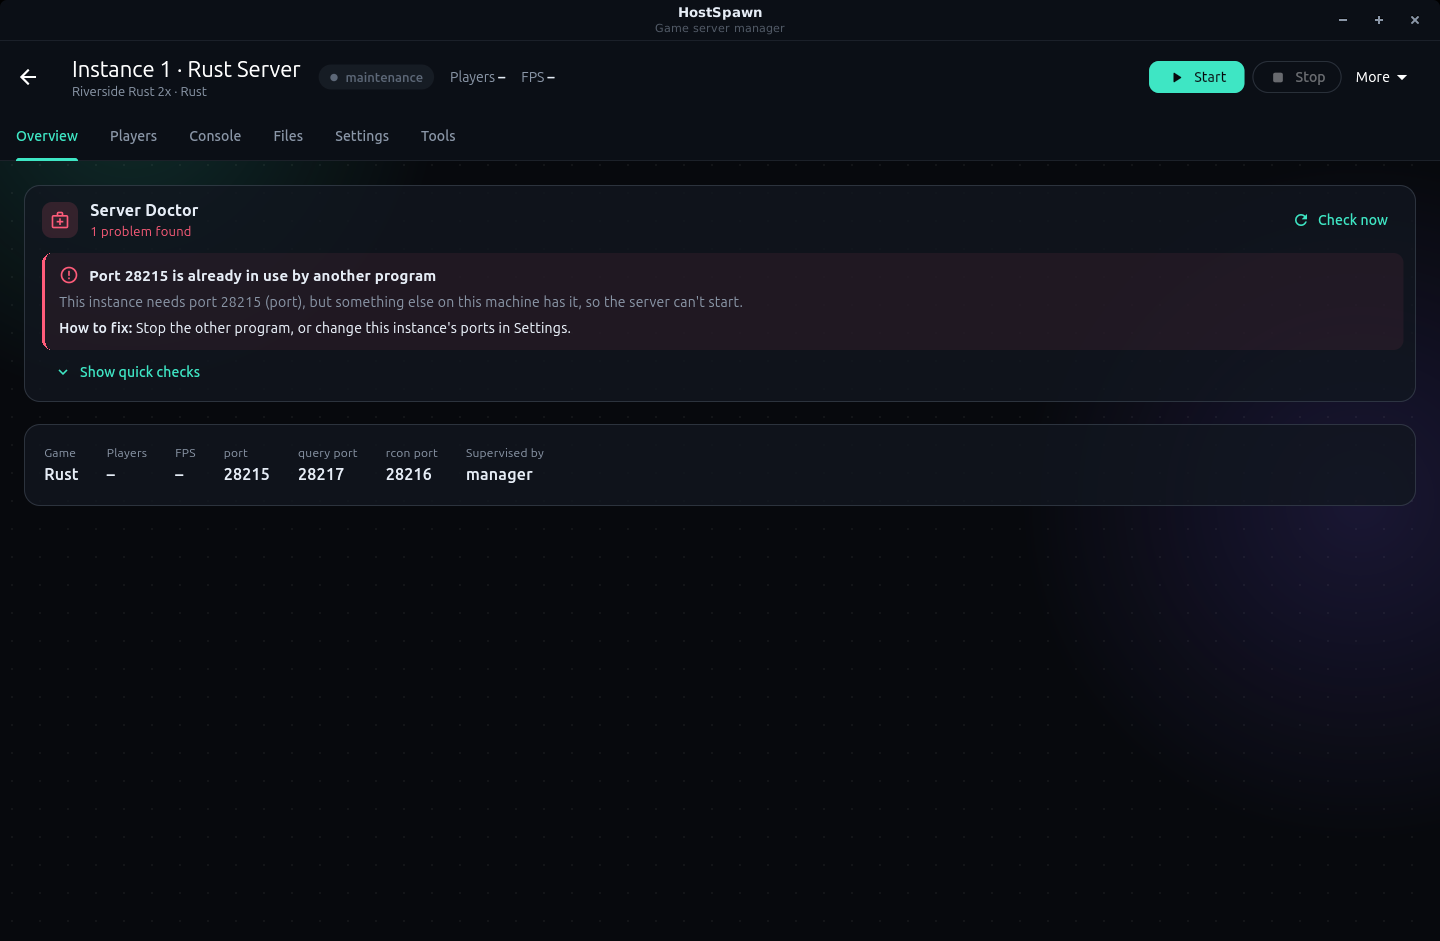 HostSpawn
Game server manager
Instance 1 · Rust Server
Riverside Rust 2x · Rust
maintenance
Players –
FPS –
Start
Stop
More
Overview
Players
Console
Files
Settings
Tools
Server Doctor
1 problem found
Check now
Port 28215 is already in use by another program
This instance needs port 28215 (port), but something else on this machine has it, so the server can't start.
How to fix: Stop the other program, or change this instance's ports in Settings.
Show quick checks
Game Players FPS port query port rcon port Supervised by
Rust – – 28215 28217 28216 manager